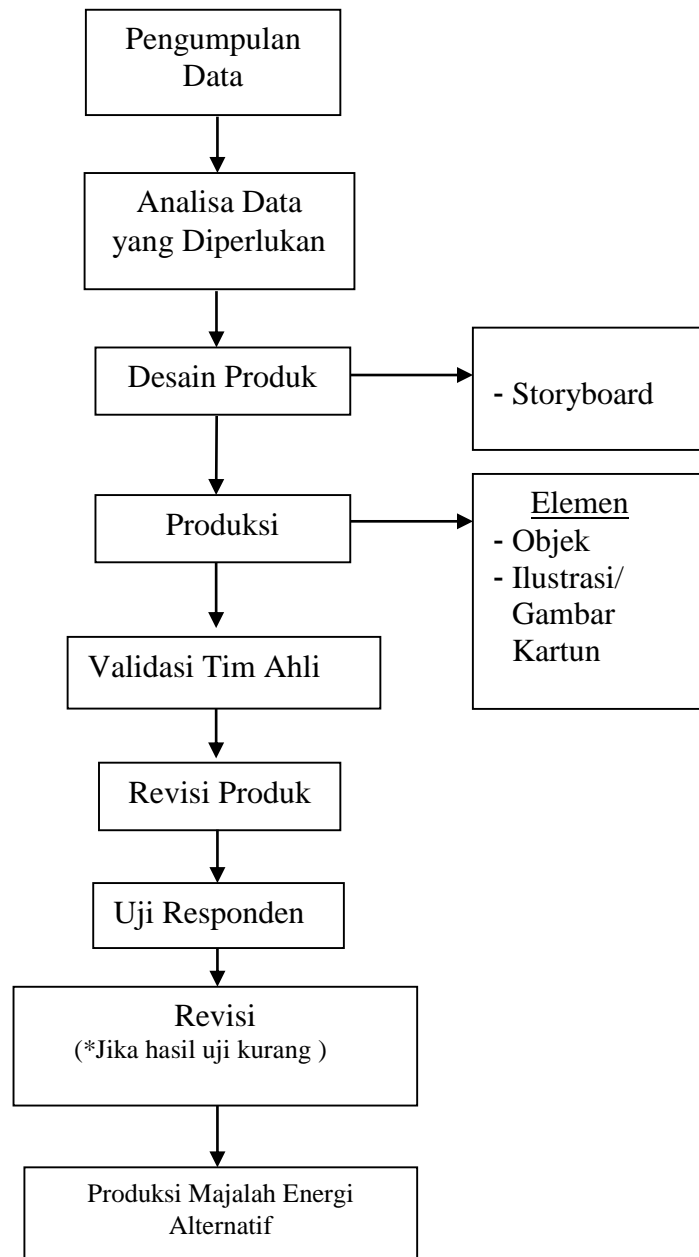 Pengumpulan
Data
Analisa Data
yang Diperlukan
Desain Produk
- Storyboard
Produksi
Elemen
- Objek
- Ilustrasi/
Gambar
Kartun
Validasi Tim Ahli
Revisi Produk
Uji Responden
Revisi
(*Jika hasil uji kurang )
Produksi Majalah Energi
Alternatif